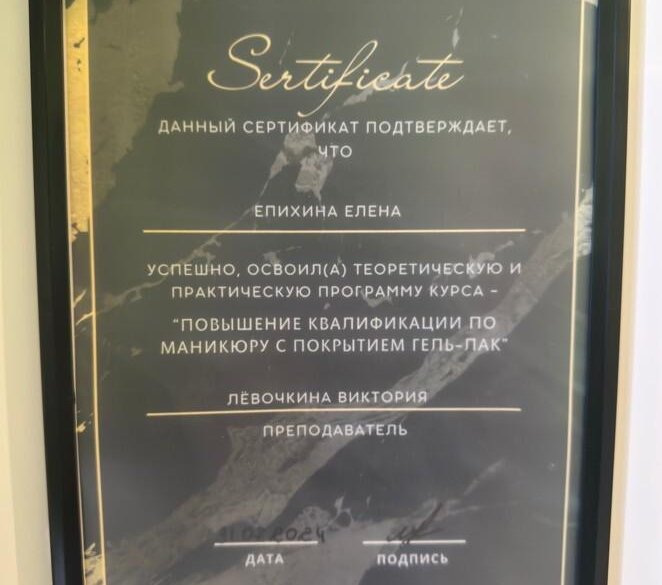 Sertificate
ДАННЫЙ СЕРТИФИКАТ ПОДТВЕРЖДАЕТ,
ЧТО
ЕПИХИНА ЕЛЕНА
УСПЕШНО, ОСВОИЛ(А) ТЕОРЕТИЧЕСКУЮ И
ПРАКТИЧЕСКУЮ ПРОГРАММУ КУРСА –
“ПОВЫШЕНИЕ КВАЛИФИКАЦИИ ПО
МАНИКЮРУ С ПОКРЫТИЕМ ГЕЛЬ-ЛАК”
ЛЁВОЧКИНА ВИКТОРИЯ
ПРЕПОДАВАТЕЛЬ
ДАТА ПОДПИСЬ